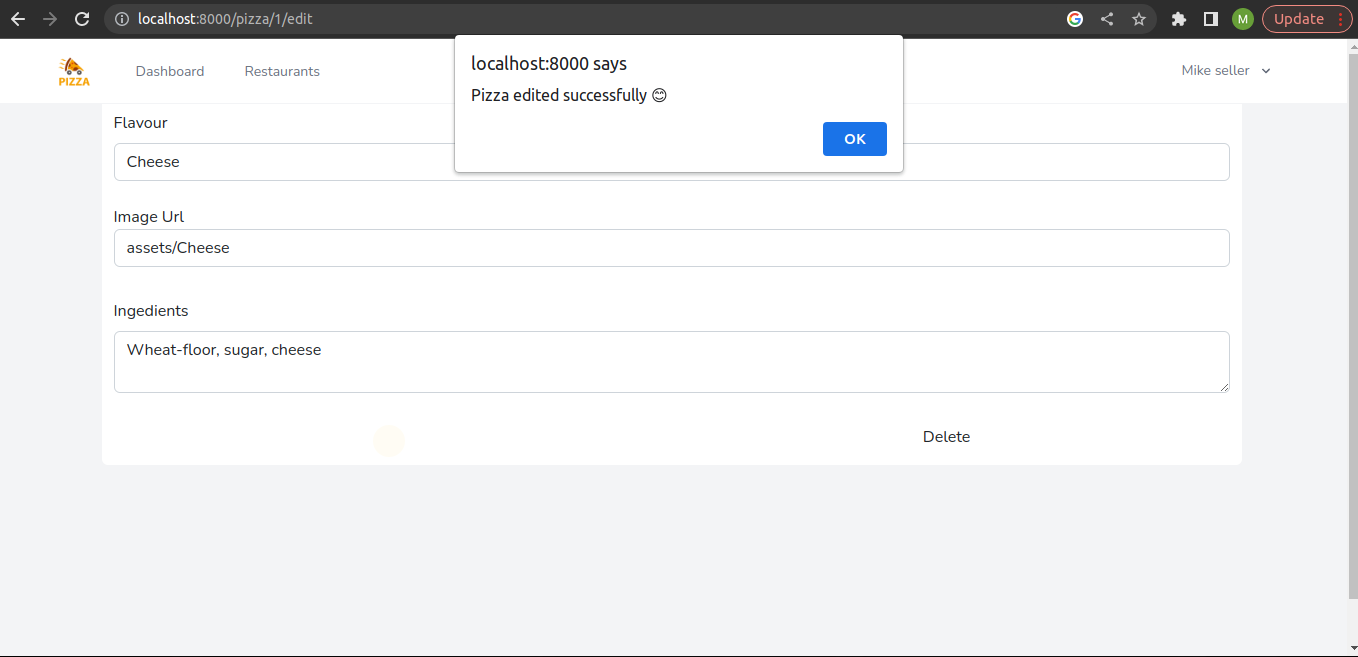 localhost:8000/pizza/1/edit
M
Update
PIZZA
Dashboard
Restaurants
Mike seller
localhost:8000 says
Pizza edited successfully 😊
OK
Flavour
Cheese
Image Url
assets/Cheese
Ingedients
Wheat-floor, sugar, cheese
Delete